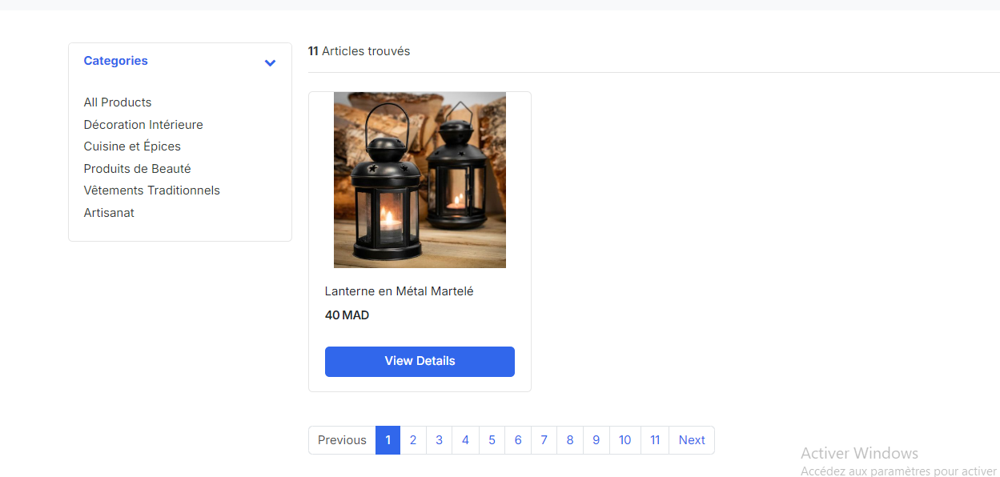 Categories
All Products
Décoration Intérieure
Cuisine et Épices
Produits de Beauté
Vêtements Traditionnels
Artisanat
11 Articles trouvés
Lanterne en Métal Martelé
40 MAD
View Details
Previous 1 2 3 4 5 6 7 8 9 10 11 Next
Activer Windows
Accédez aux paramètres pour activer